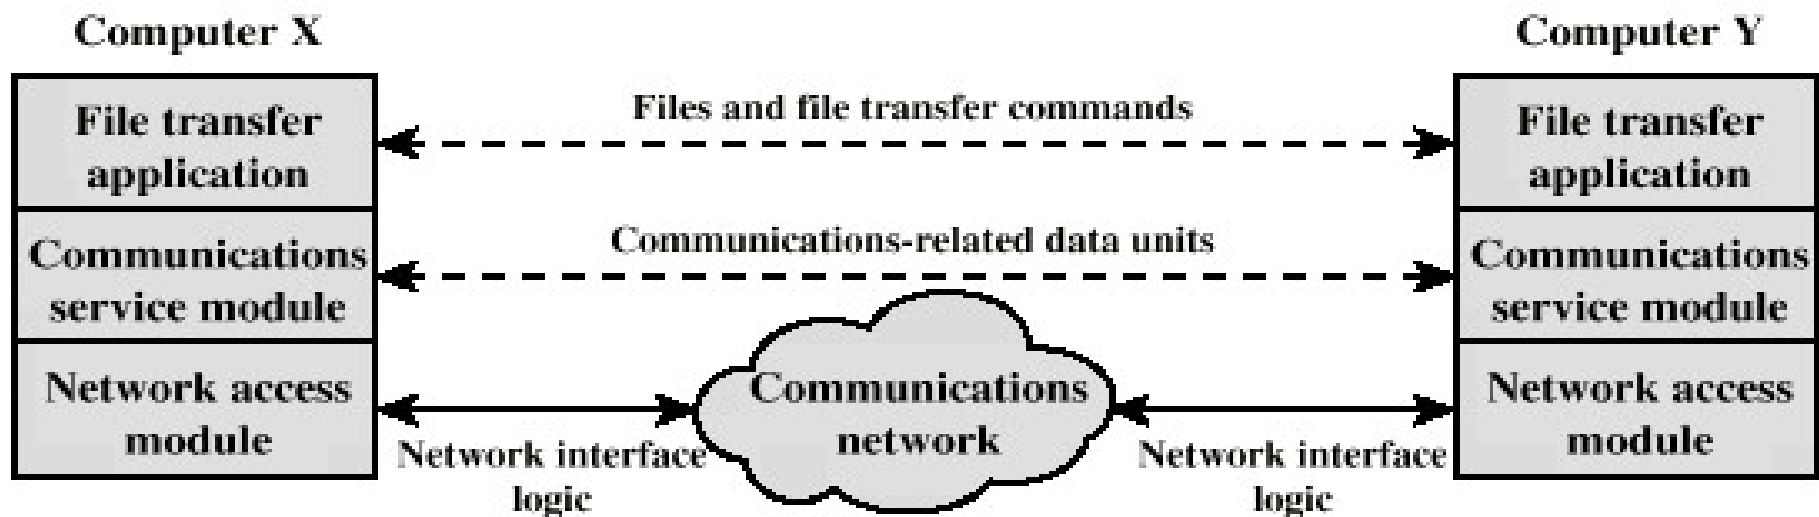 Computer X
Computer Y
File transfer
application
Files and file transfer commands
File transfer
application
Communications
service module
Communications-related data units
Communications
service module
Network access
module
Network interface
logic
Communications
network
Network interface
logic
Network access
module